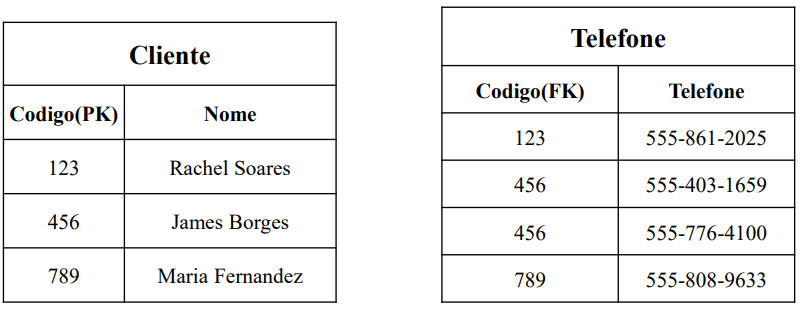 Cliente
Codigo(PK) Nome
123 Rachel Soares
456 James Borges
789 Maria Fernandez
Telefone
Codigo(FK) Telefone
123 555-861-2025
456 555-403-1659
456 555-776-4100
789 555-808-9633